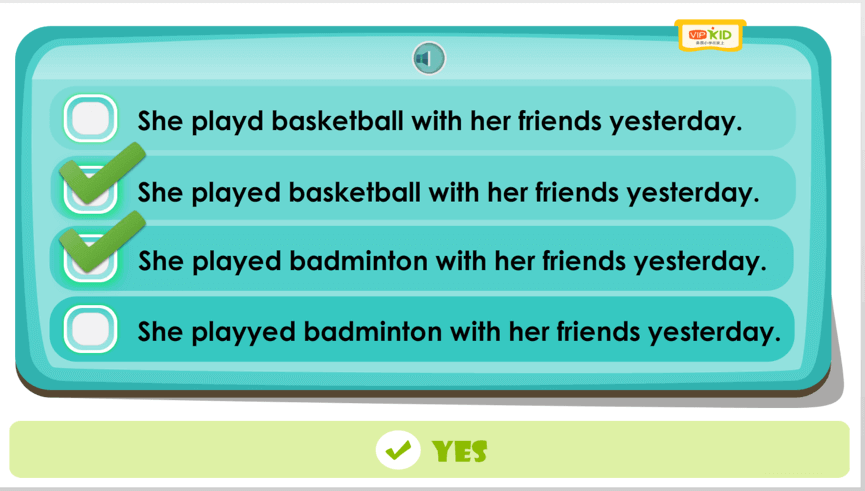 VIPKID
She playd basketball with her friends yesterday.
She played basketball with her friends yesterday.
She played badminton with her friends yesterday.
She playyed badminton with her friends yesterday.
YES